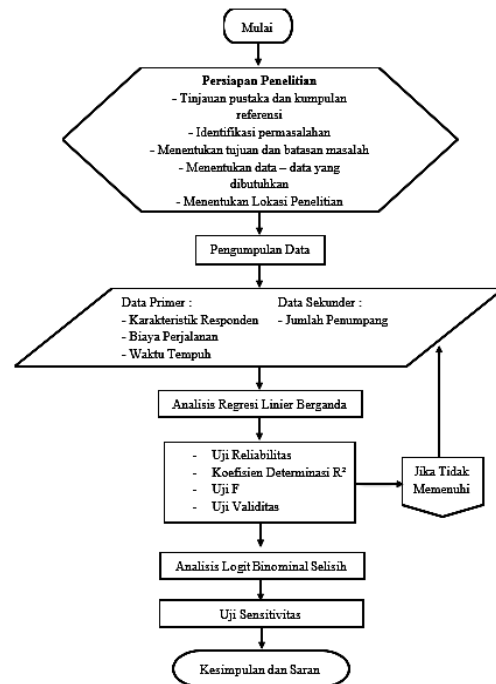 Mulai
Persiapan Penelitian
- Tinjauan pustaka dan kumpulan
referensi
- Identifikasi permasalahan
- Menentukan tujuan dan batasan masalah
- Menentukan data – data yang
dibutuhkan
- Menentukan Lokasi Penelitian
Pengumpulan Data
Data Primer :
- Karakteristik Responden
- Biaya Perjalanan
- Waktu Tempuh
Data Sekunder :
- Jumlah Penumpang
Analisis Regresi Linier Berganda
- Uji Reliabilitas
- Koefisien Determinasi R²
- Uji F
- Uji Validitas
Jika Tidak
Memenuhi
Analisis Logit Binominal Selisih
Uji Sensitivitas
Kesimpulan dan Saran